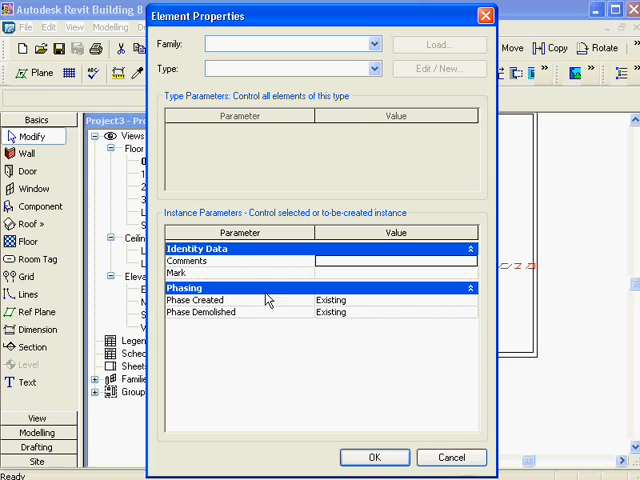 Autodesk Revit Building 8
Element Properties
File Edit View Modelling
Family:
Load...
Move Copy Rotate
Plane
Type:
Edit / New...
Type Parameters: Control all elements of this type
Parameter Value
Basics
Project3 -
Modify
Views
Wall
Floor
Door
Window
Component
Instance Parameters - Control selected or to-be-created instance
Roof »
Parameter Value
Floor
Ceilin
Identity Data
Room Tag
Comments
Mark
Grid
Eleva
Phasing
Lines
Phase Created Existing
Ref Plane
Phase Demolished Existing
Dimension
Legen
Section
Sched
Level
Sheets
Text
Familie
Group
View
Modelling
Drafting
Site
OK Cancel